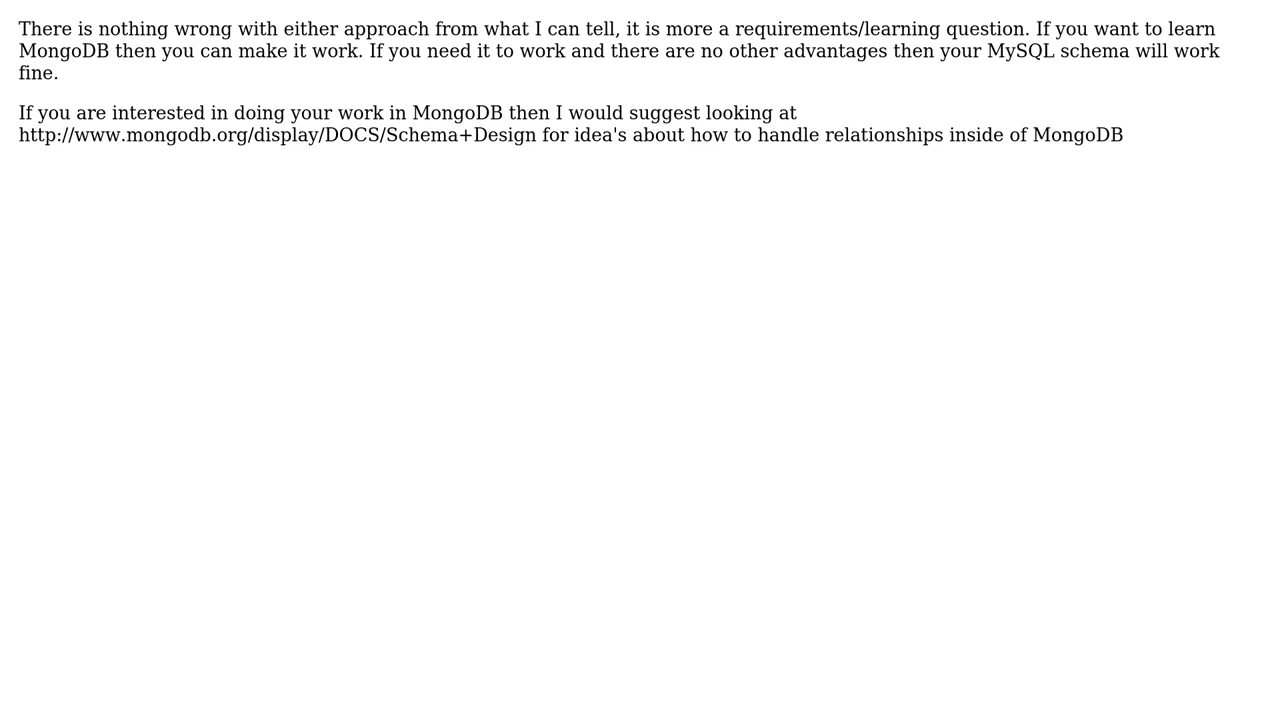 There is nothing wrong with either approach from what I can tell, it is more a requirements/learning question. If you want to learn
MongoDB then you can make it work. If you need it to work and there are no other advantages then your MySQL schema will work
fine.
If you are interested in doing your work in MongoDB then I would suggest looking at
http://www.mongodb.org/display/DOCS/Schema+Design for idea's about how to handle relationships inside of MongoDB